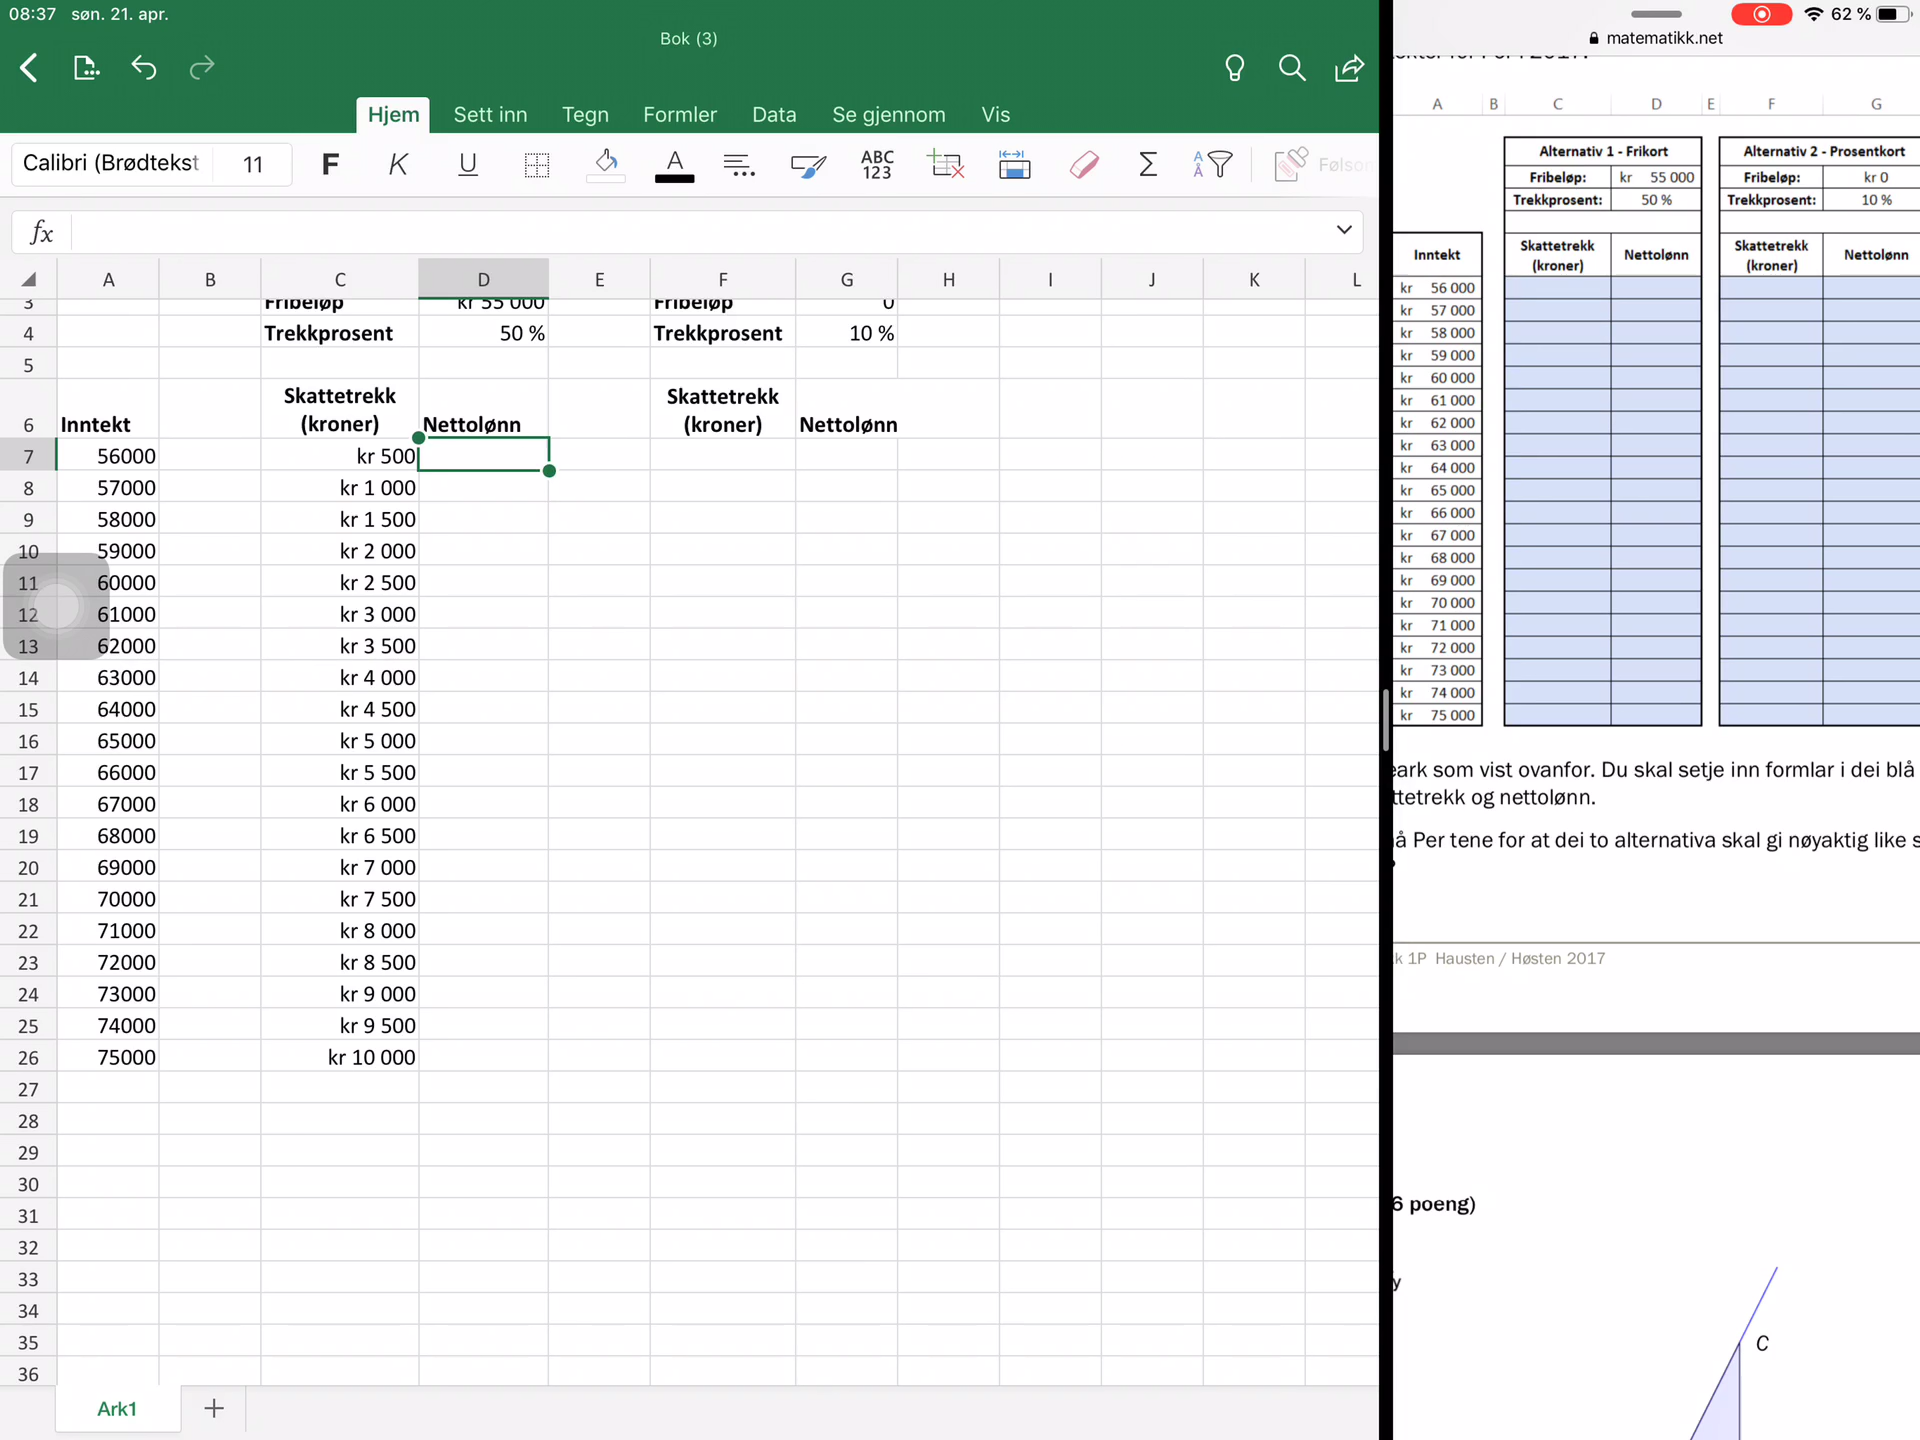 08:37 søn. 21. apr.
Bok (3)
Hjem Sett inn Tegn Formler Data Se gjennom Vis
Calibri (Brødtekst 11 F K U A ABC 123 Σ A A Følso
fx
A B C D E F G H I J K L
3 Fribeløp kr 55 000 Fribeløp 0
4 Trekkprosent 50 % Trekkprosent 10 %
5
Skattetrekk Skattetrekk
6 Inntekt (kroner) Nettolønn (kroner) Nettolønn
7 56000 kr 500
8 57000 kr 1 000
9 58000 kr 1 500
10 59000 kr 2 000
11 60000 kr 2 500
12 61000 kr 3 000
13 62000 kr 3 500
14 63000 kr 4 000
15 64000 kr 4 500
16 65000 kr 5 000
17 66000 kr 5 500
18 67000 kr 6 000
19 68000 kr 6 500
20 69000 kr 7 000
21 70000 kr 7 500
22 71000 kr 8 000
23 72000 kr 8 500
24 73000 kr 9 000
25 74000 kr 9 500
26 75000 kr 10 000
27
28
29
30
31
32
33
34
35
36
Ark1
62 %
matematikk.net
A B C D E F G
Alternativ 1 - Frikort Alternativ 2 - Prosentkort
Fribeløp: kr 55 000 Fribeløp: kr 0
Trekkprosent: 50 % Trekkprosent: 10 %
Inntekt Skattetrekk (kroner) Nettolønn Skattetrekk (kroner) Nettolønn
kr 56 000
kr 57 000
kr 58 000
kr 59 000
kr 60 000
kr 61 000
kr 62 000
kr 63 000
kr 64 000
kr 65 000
kr 66 000
kr 67 000
kr 68 000
kr 69 000
kr 70 000
kr 71 000
kr 72 000
kr 73 000
kr 74 000
kr 75 000
eark som vist ovanfor. Du skal setje inn formlar i dei blå
ttetrekk og nettolønn.
å Per tene for at dei to alternativa skal gi nøyaktig like s
k 1P Hausten / Høsten 2017
6 poeng)
y
C